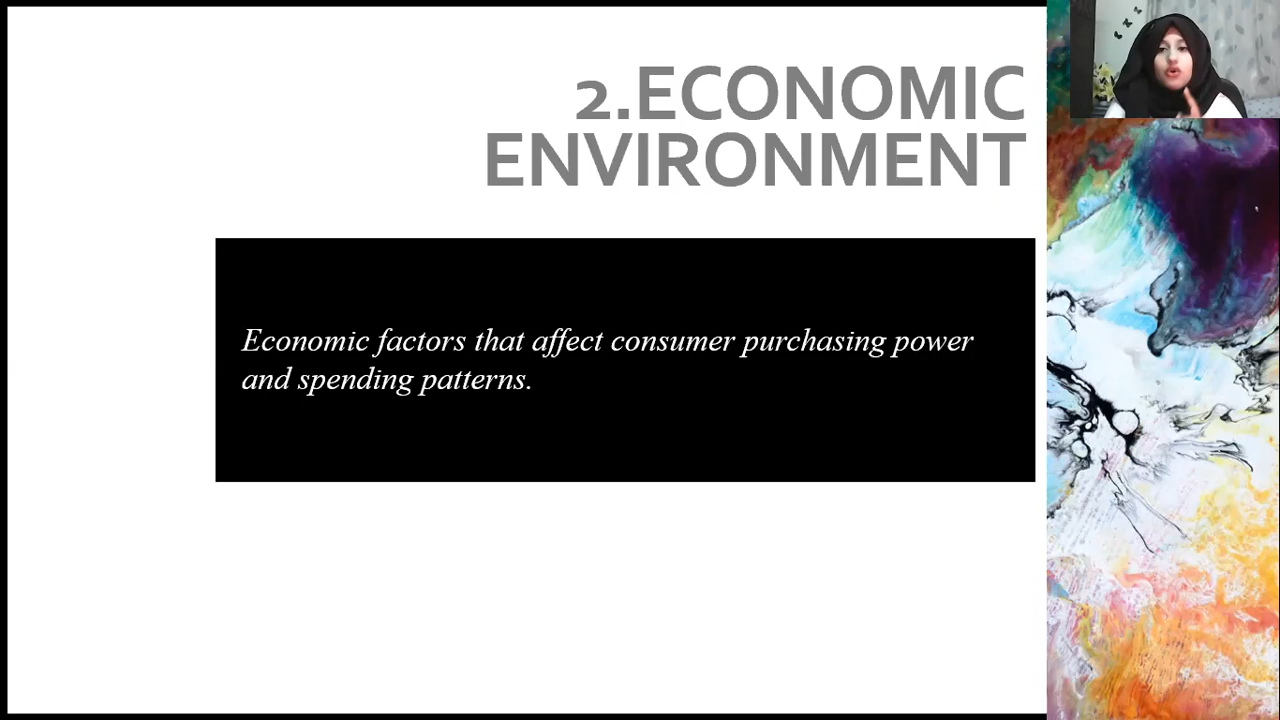 2.ECONOMIC
ENVIRONMENT
Economic factors that affect consumer purchasing power
and spending patterns.